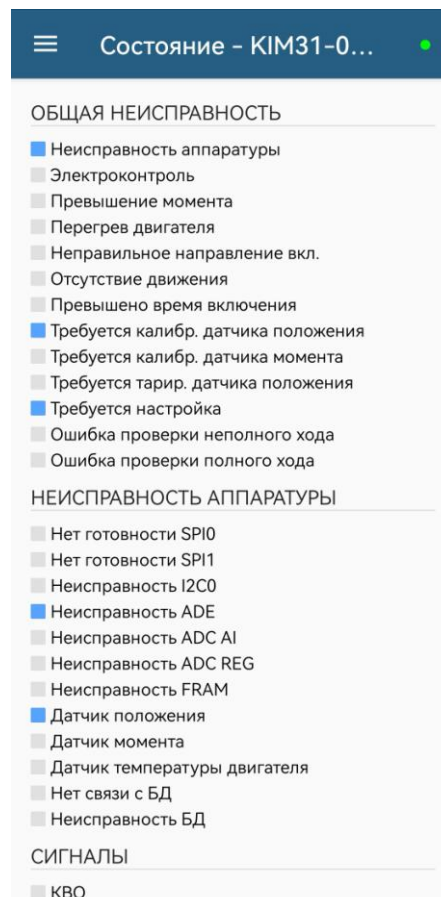 Состояние - KIM31-0...
ОБЩАЯ НЕИСПРАВНОСТЬ
Неисправность аппаратуры
Электроконтроль
Превышение момента
Перегрев двигателя
Неправильное направление вкл.
Отсутствие движения
Превышено время включения
Требуется калибр. датчика положения
Требуется калибр. датчика момента
Требуется тарир. датчика положения
Требуется настройка
Ошибка проверки неполного хода
Ошибка проверки полного хода
НЕИСПРАВНОСТЬ АППАРАТУРЫ
Нет готовности SPI0
Нет готовности SPI1
Неисправность I2C0
Неисправность ADE
Неисправность ADC AI
Неисправность ADC REG
Неисправность FRAM
Датчик положения
Датчик момента
Датчик температуры двигателя
Нет связи с БД
Неисправность БД
СИГНАЛЫ
КВО